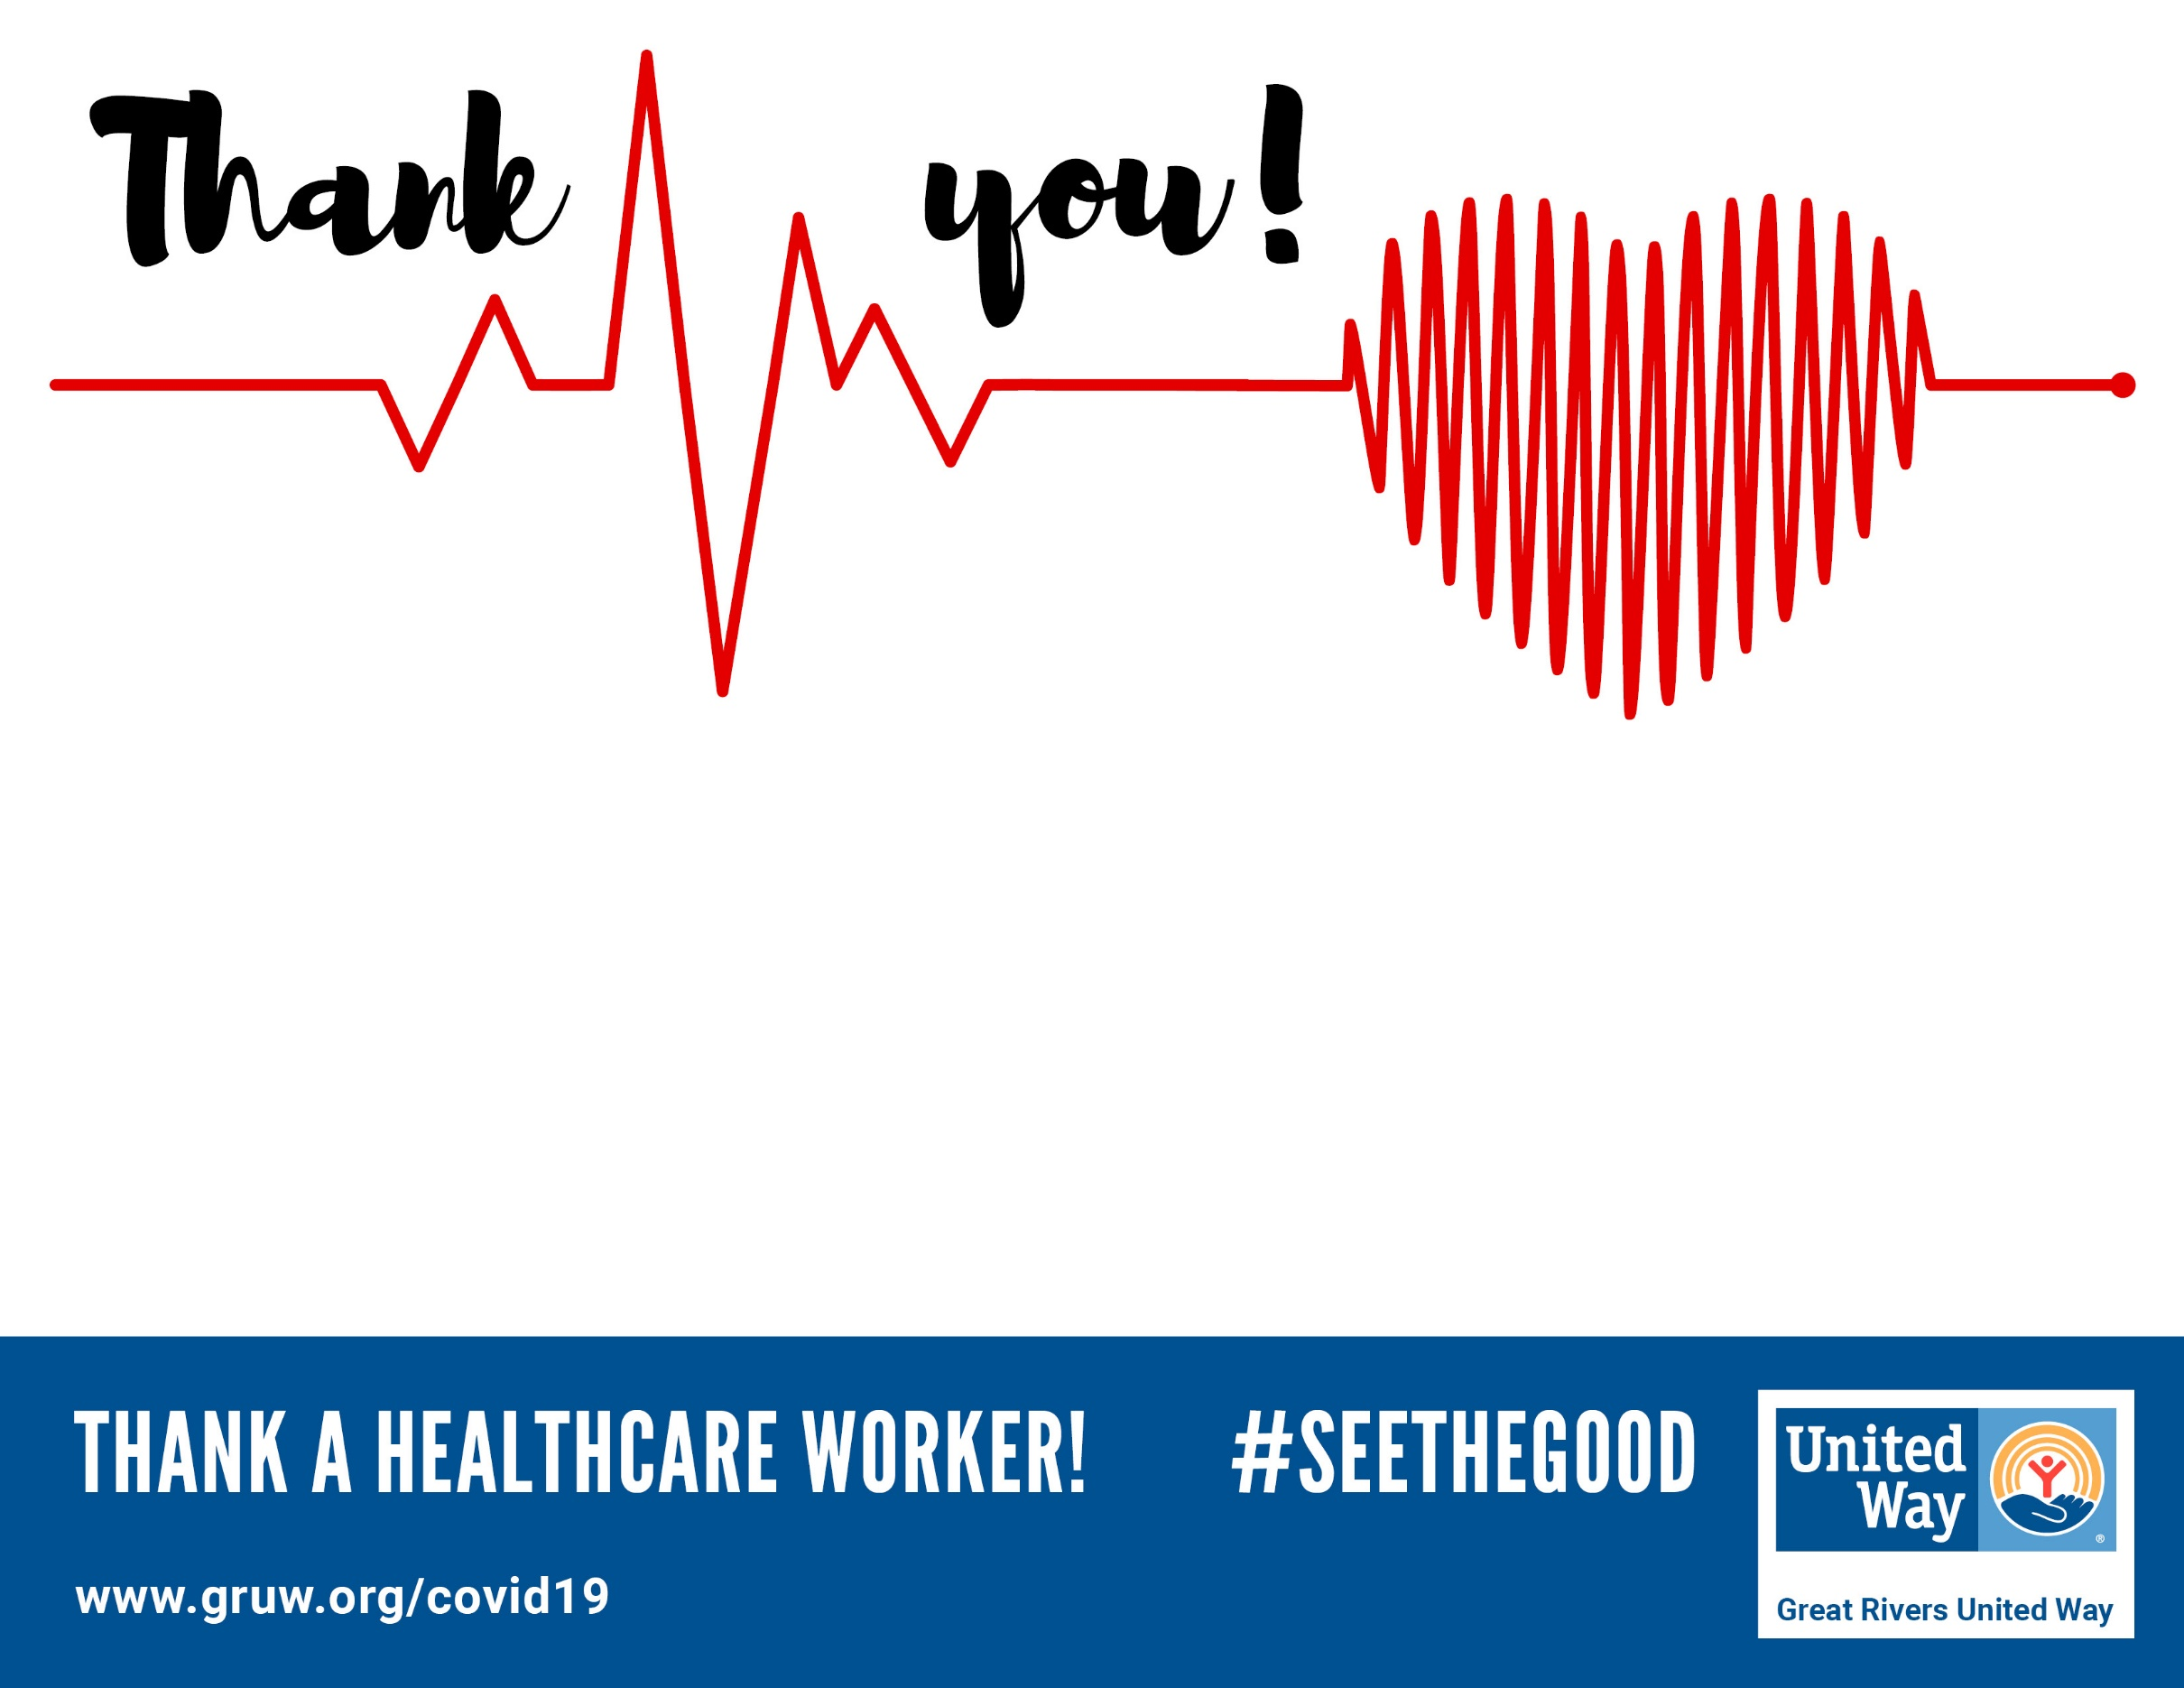 Thank you!
THANK A HEALTHCARE WORKER! #SEETHEGOOD
www.gruw.org/covid19
United
Way
®
Great Rivers United Way